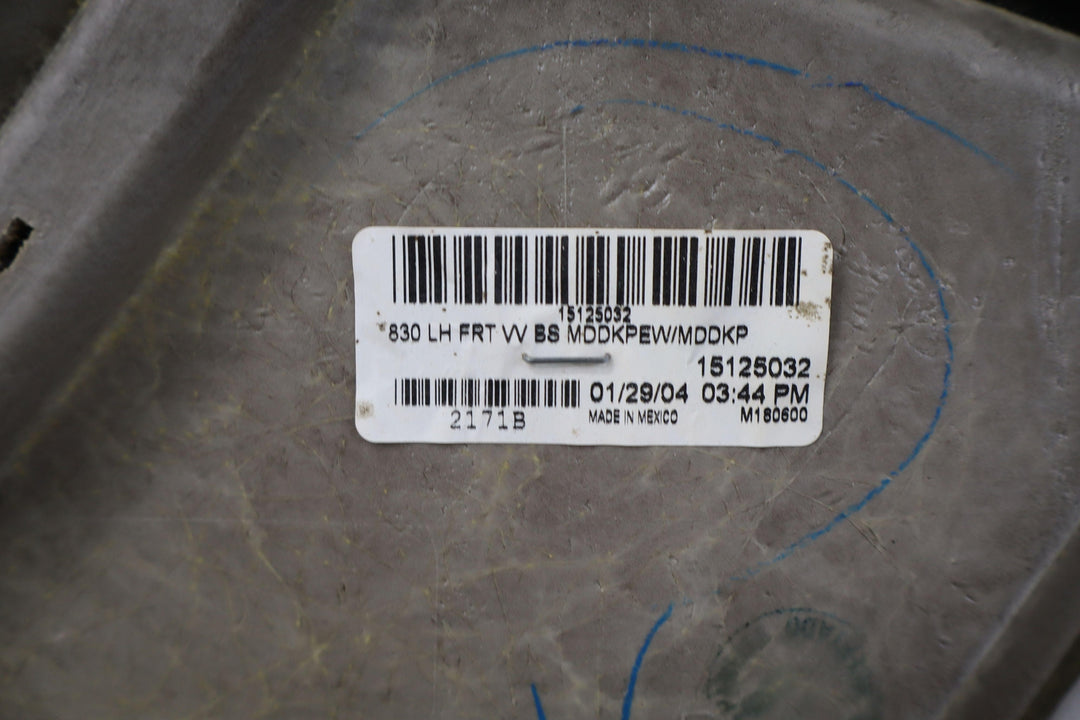 15125032
830 LH FRT VV BS MDDKPEW/MDDKP
15125032
01/29/04 03:44 PM
2171B
MADE IN MEXICO
M180600